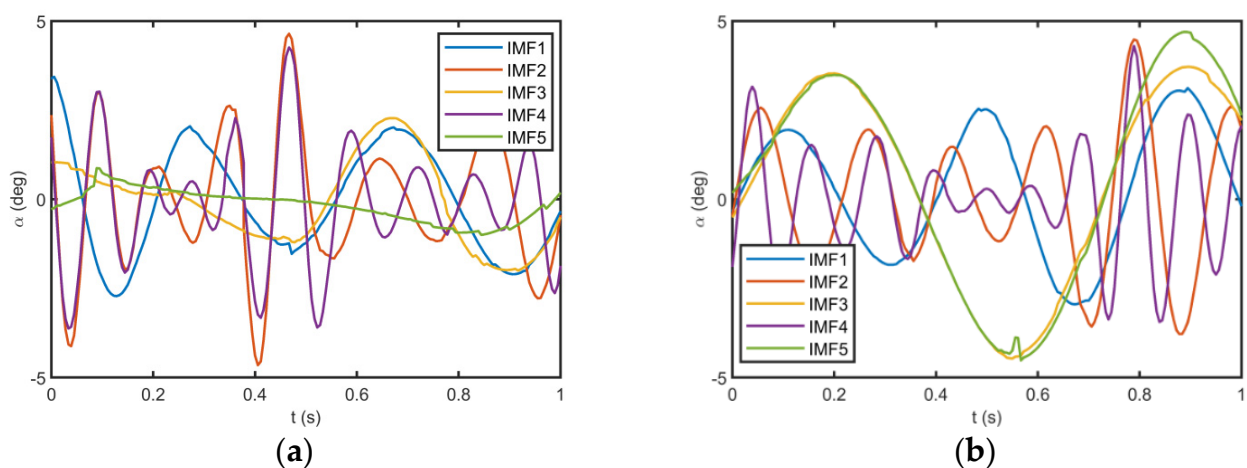 5
0
-5
α (deg)
0
0.2
0.4
0.6
0.8
1
t (s)
IMF1
IMF2
IMF3
IMF4
IMF5
(a)
5
0
-5
α (deg)
0
0.2
0.4
0.6
0.8
1
t (s)
IMF1
IMF2
IMF3
IMF4
IMF5
(b)